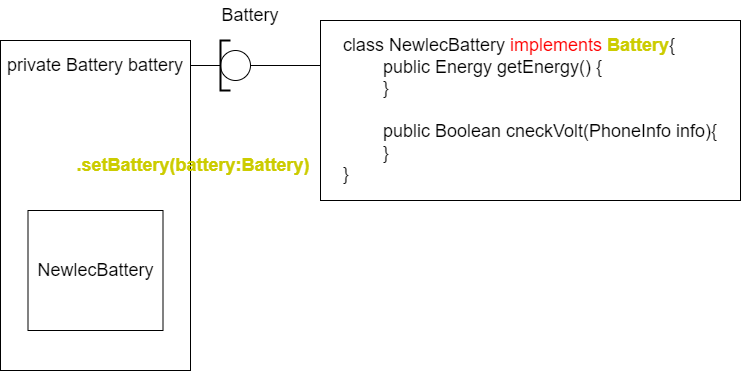 Battery
private Battery battery
.setBattery(battery:Battery)
NewlecBattery
class NewlecBattery implements Battery{
public Energy getEnergy() {
}
public Boolean cneckVolt(PhoneInfo info){
}
}